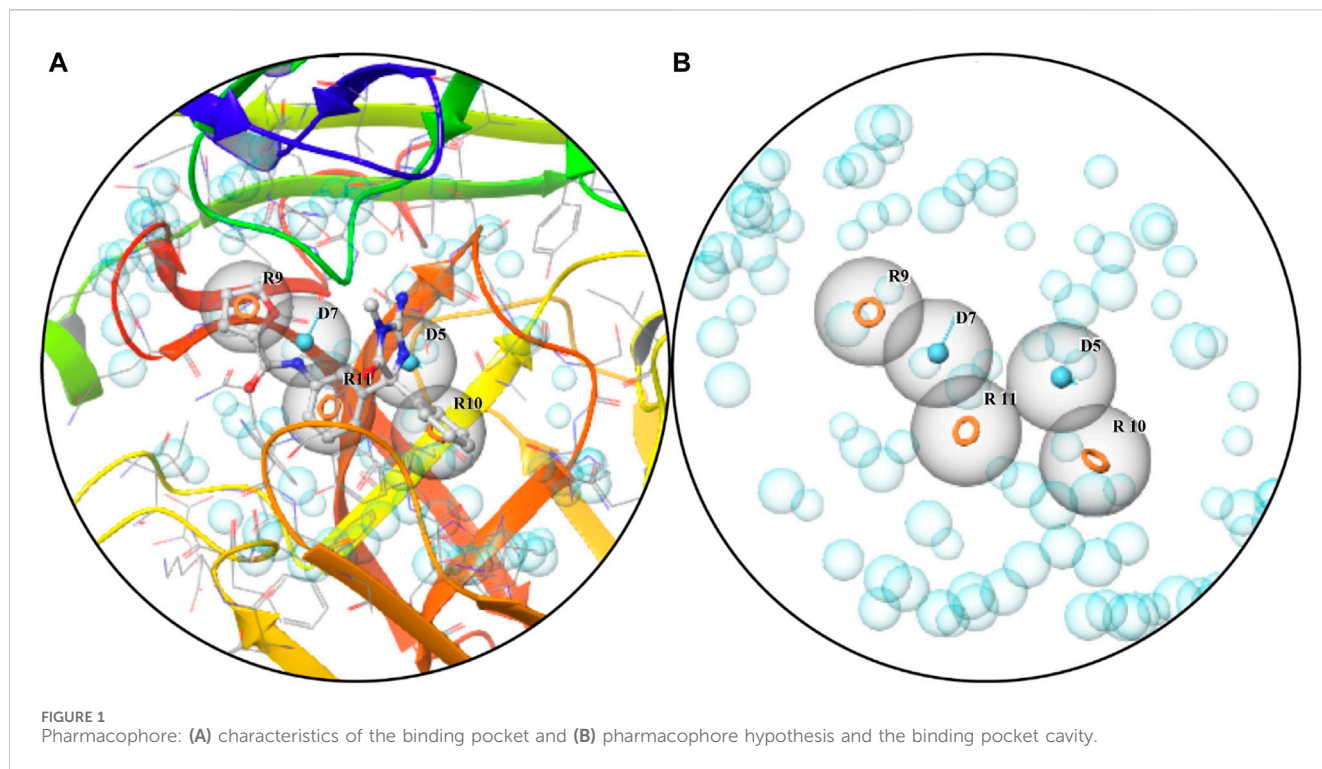 A
R9
D7
D5
R11
R10
B
R9
D7
D5
R 11
R 10
FIGURE 1
Pharmacophore: (A) characteristics of the binding pocket and (B) pharmacophore hypothesis and the binding pocket cavity.